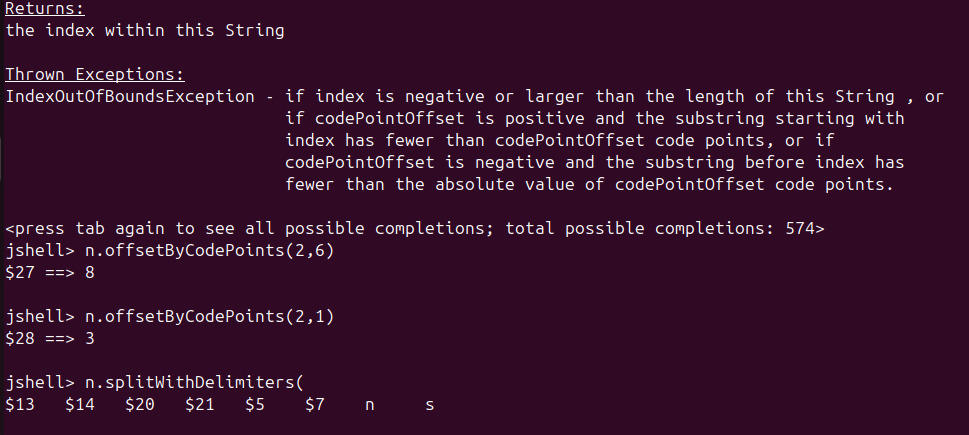 Returns:
the index within this String
Thrown Exceptions:
IndexOutOfBoundsException - if index is negative or larger than the length of this String , or
if codePointOffset is positive and the substring starting with
index has fewer than codePointOffset code points, or if
codePointOffset is negative and the substring before index has
fewer than the absolute value of codePointOffset code points.
<press tab again to see all possible completions; total possible completions: 574>
jshell> n.offsetByCodePoints(2,6)
$27 ==> 8
jshell> n.offsetByCodePoints(2,1)
$28 ==> 3
jshell> n.splitWithDelimiters(
$13 $14 $20 $21 $5 $7 n s